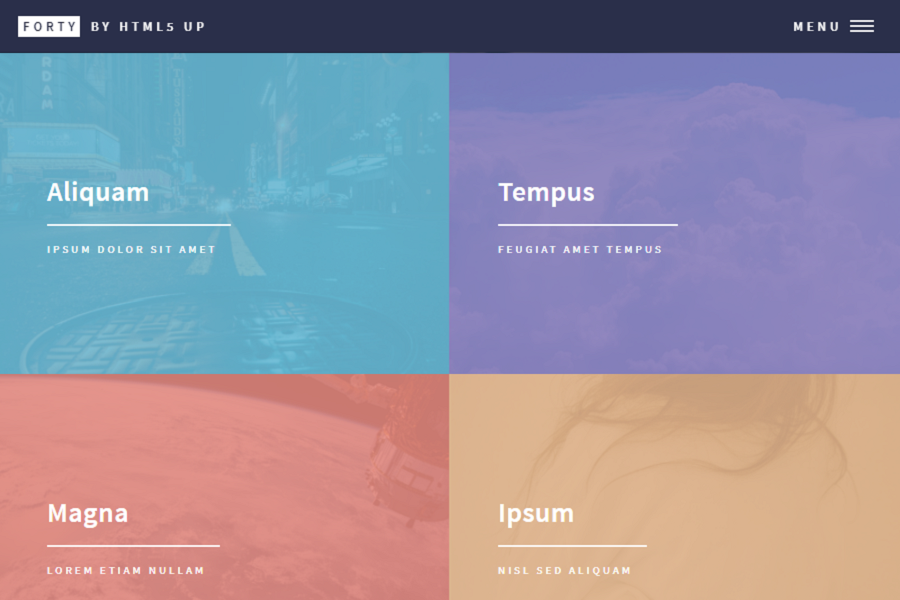 FORTY BY HTML5 UP
MENU
Aliquam
IPSUM DOLOR SIT AMET
Tempus
FEUGIAT AMET TEMPUS
Magna
LOREM ETIAM NULLAM
Ipsum
NISL SED ALIQUAM